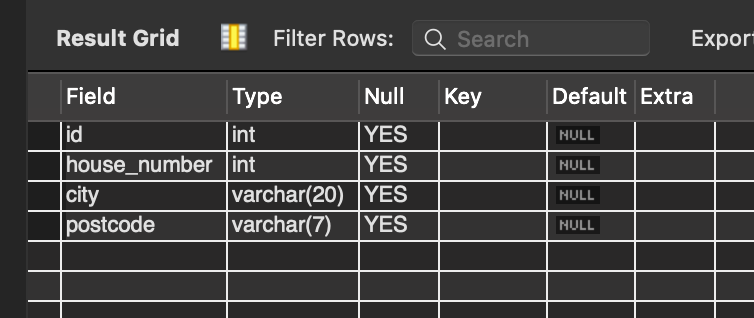 Result Grid Filter Rows: Search Expor
Field Type Null Key Default Extra
id int YES NULL
house_number int YES NULL
city varchar(20) YES NULL
postcode varchar(7) YES NULL